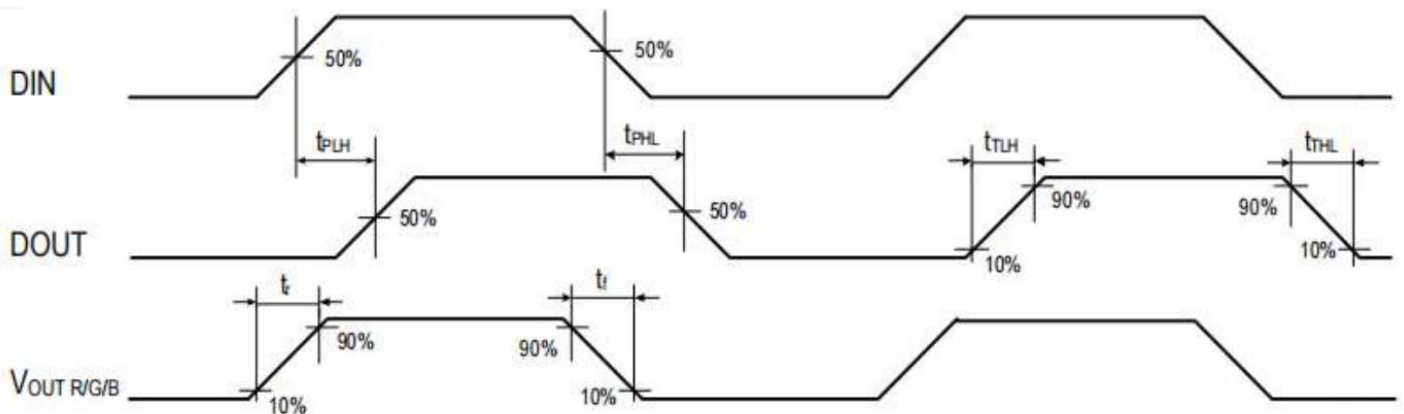 50%
50%
DIN
tPLH
tPHL
tTLH
tTHL
50%
50%
90%
90%
DOUT
10%
10%
tr
tf
90%
90%
VOUT R/G/B
10%
10%